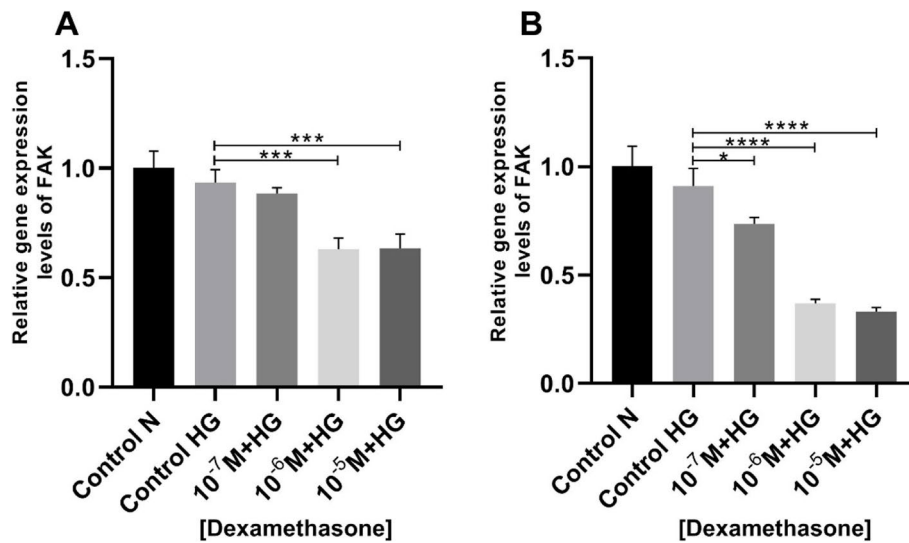 A
Relative gene expression
levels of FAK
1.5
1.0
0.5
0.0
***
***
Control N
Control HG
10⁻⁷M+HG
10⁻⁶M+HG
10⁻⁵M+HG
[Dexamethasone]
B
Relative gene expression
levels of FAK
1.5
1.0
0.5
0.0
****
****
*
Control N
Control HG
10⁻⁷M+HG
10⁻⁶M+HG
10⁻⁵M+HG
[Dexamethasone]